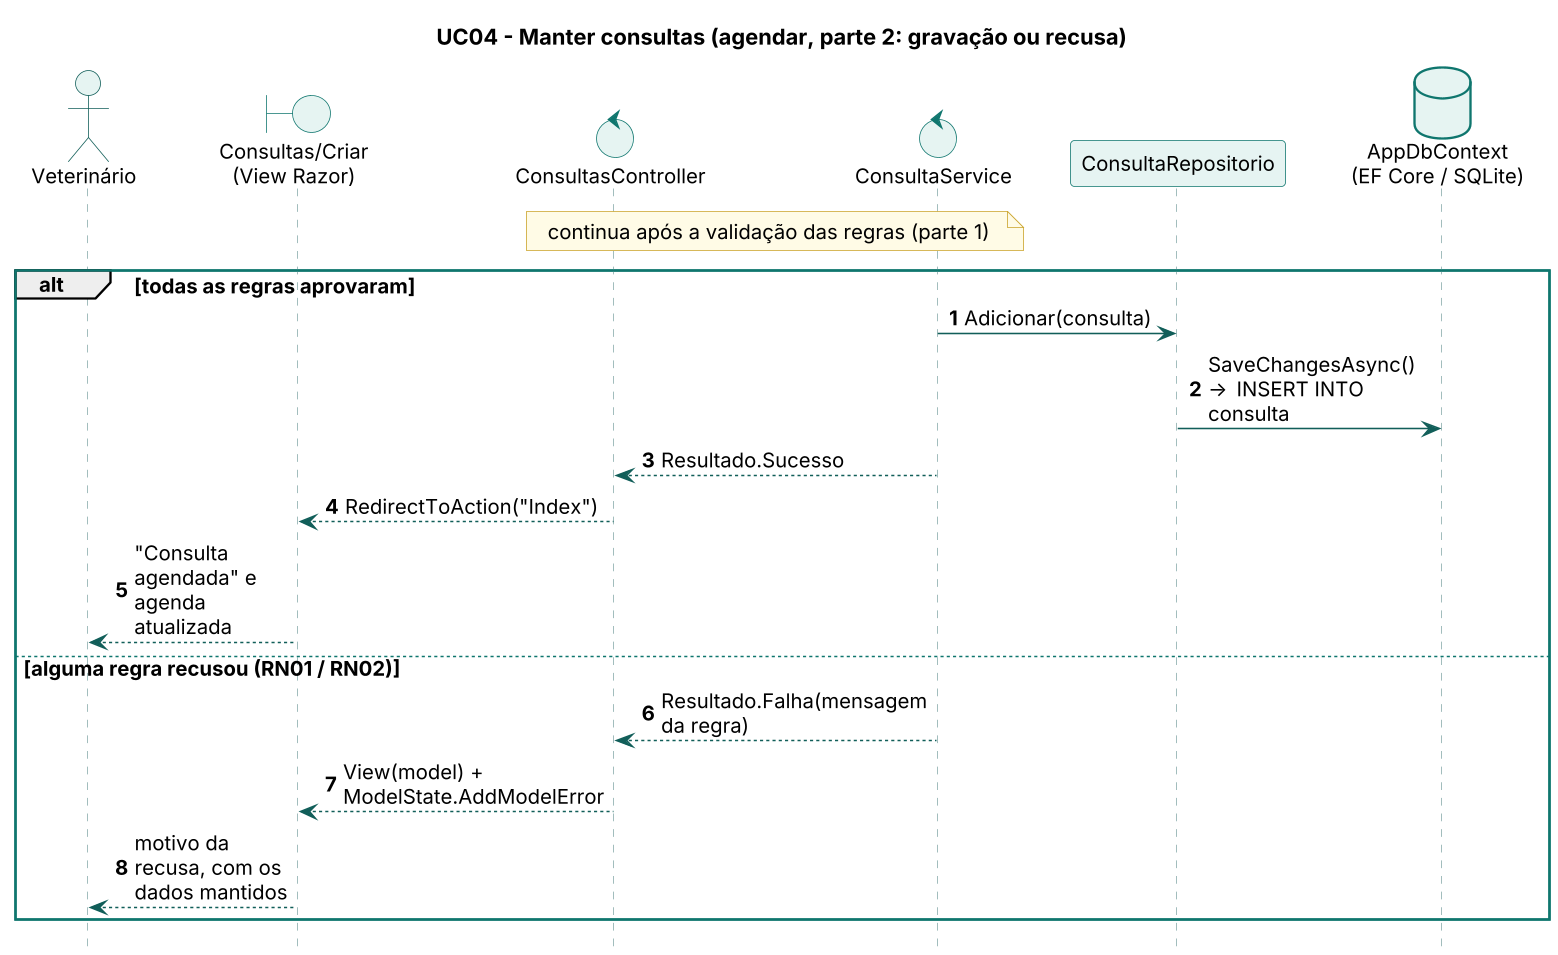 UC04 - Manter consultas (agendar, parte 2: gravação ou recusa)
Veterinário
Consultas/Criar
(View Razor)
ConsultasController
ConsultaService
ConsultaRepositorio
AppDbContext
(EF Core / SQLite)
continua após a validação das regras (parte 1)
alt [todas as regras aprovaram]
1 Adicionar(consulta)
SaveChangesAsync()
2 → INSERT INTO
consulta
3 Resultado.Sucesso
4 RedirectToAction("Index")
"Consulta
agendada" e
5 agenda
atualizada
[alguma regra recusou (RN01 / RN02)]
6 Resultado.Falha(mensagem
da regra)
7 View(model) +
ModelState.AddModelError
motivo da
8 recusa, com os
dados mantidos